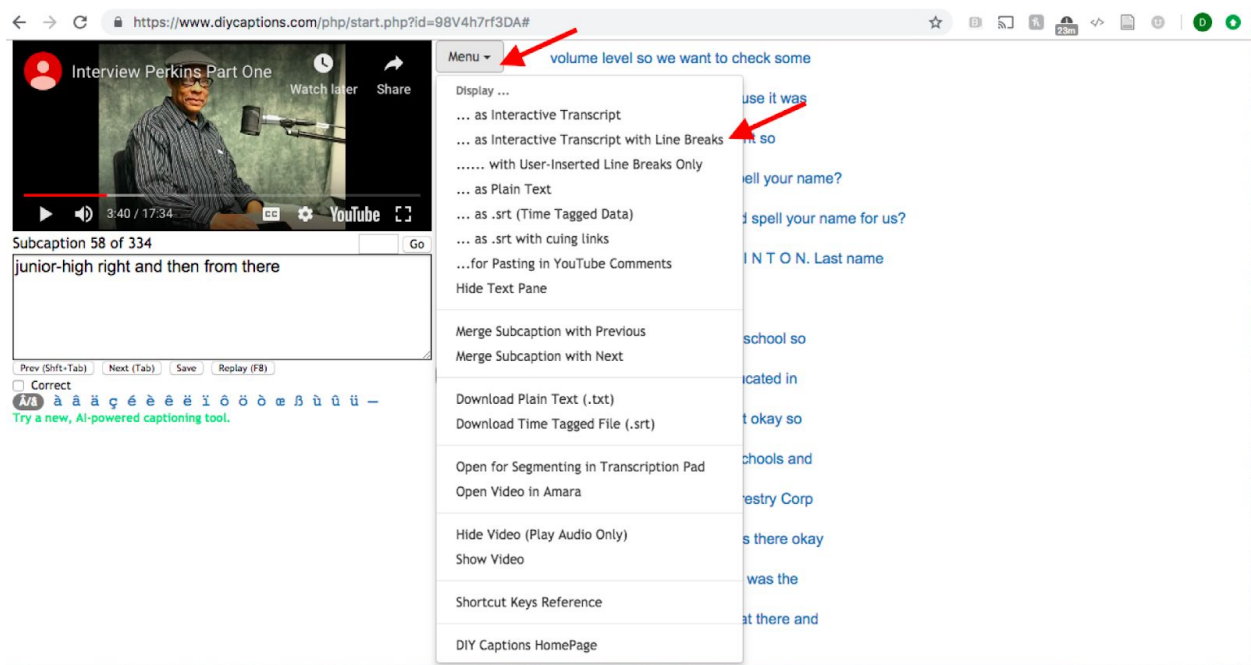 https://www.diycaptions.com/php/start.php?id=98V4h7rf3DA#
23m
D
Interview Perkins Part One
Watch later
Share
3:40 / 17:34
CC
YouTube
Subcaption 58 of 334
Go
junior-high right and then from there
Prev (Shft+Tab)
Next (Tab)
Save
Replay (F8)
Correct
Â/ã à â ä ç é è ê ë ï ô ö ò œ ß ù û ü —
Try a new, AI-powered captioning tool.
Menu
Display ...
... as Interactive Transcript
... as Interactive Transcript with Line Breaks
...... with User-Inserted Line Breaks Only
... as Plain Text
... as .srt (Time Tagged Data)
... as .srt with cuing links
...for Pasting in YouTube Comments
Hide Text Pane
Merge Subcaption with Previous
Merge Subcaption with Next
Download Plain Text (.txt)
Download Time Tagged File (.srt)
Open for Segmenting in Transcription Pad
Open Video in Amara
Hide Video (Play Audio Only)
Show Video
Shortcut Keys Reference
DIY Captions HomePage
volume level so we want to check some
use it was
so
your name?
spell your name for us?
I N T O N. Last name
school so
in
okay so
and
Corp
there okay
was the
there and